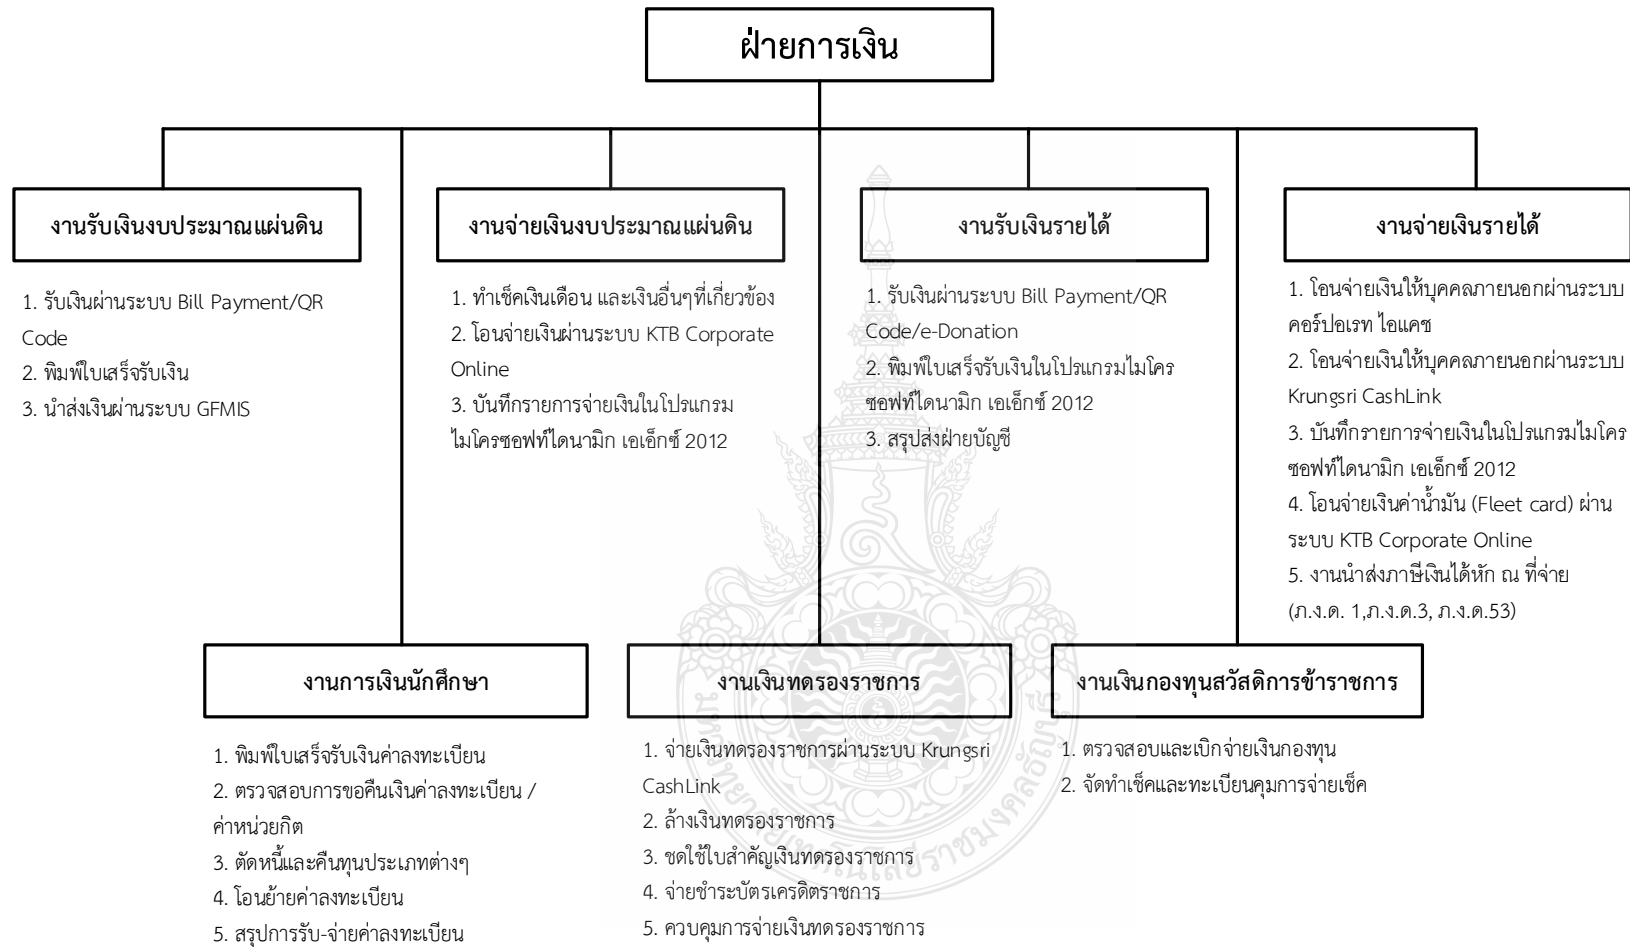 ฝ่ายการเงิน
งานรับเงินงบประมาณแผ่นดิน
1. รับเงินผ่านระบบ Bill Payment/QR
Code
2. พิมพ์ใบเสร็จรับเงิน
3. นำส่งเงินผ่านระบบ GFMIS
งานจ่ายเงินงบประมาณแผ่นดิน
1. ทำเช็คเงินเดือน และเงินอื่นๆที่เกี่ยวข้อง
2. โอนจ่ายเงินผ่านระบบ KTB Corporate
Online
3. บันทึกรายการจ่ายเงินในโปรแกรม
ไมโครซอฟท์ไดนามิก เอเอ็กซ์ 2012
งานรับเงินรายได้
1. รับเงินผ่านระบบ Bill Payment/QR
Code/e-Donation
2. พิมพ์ใบเสร็จรับเงินในโปรแกรมไมโคร
ซอฟท์ไดนามิก เอเอ็กซ์ 2012
3. สรุปส่งฝ่ายบัญชี
งานจ่ายเงินรายได้
1. โอนจ่ายเงินให้บุคคลภายนอกผ่านระบบ
คอร์ปอเรท ไอแคช
2. โอนจ่ายเงินให้บุคคลภายนอกผ่านระบบ
Krungsri CashLink
3. บันทึกรายการจ่ายเงินในโปรแกรมไมโคร
ซอฟท์ไดนามิก เอเอ็กซ์ 2012
4. โอนจ่ายเงินค่าน้ำมัน (Fleet card) ผ่าน
ระบบ KTB Corporate Online
5. งานนำส่งภาษีเงินได้หัก ณ ที่จ่าย
(ภ.ง.ด. 1,ภ.ง.ด.3, ภ.ง.ด.53)
งานการเงินนักศึกษา
1. พิมพ์ใบเสร็จรับเงินค่าลงทะเบียน
2. ตรวจสอบการขอคืนเงินค่าลงทะเบียน /
ค่าหน่วยกิต
3. ตัดหนี้และคืนทุนประเภทต่างๆ
4. โอนย้ายค่าลงทะเบียน
5. สรุปการรับ-จ่ายค่าลงทะเบียน
งานเงินทดรองราชการ
1. จ่ายเงินทดรองราชการผ่านระบบ Krungsri
CashLink
2. ล้างเงินทดรองราชการ
3. ชดใช้ใบสำคัญเงินทดรองราชการ
4. จ่ายชำระบัตรเครดิตราชการ
5. ควบคุมการจ่ายเงินทดรองราชการ
งานเงินกองทุนสวัสดิการข้าราชการ
1. ตรวจสอบและเบิกจ่ายเงินกองทุน
2. จัดทำเช็คและทะเบียนคุมการจ่ายเช็ค
มหาวิทยาลัยเทคโนโลยีราชมงคลธัญบุรี